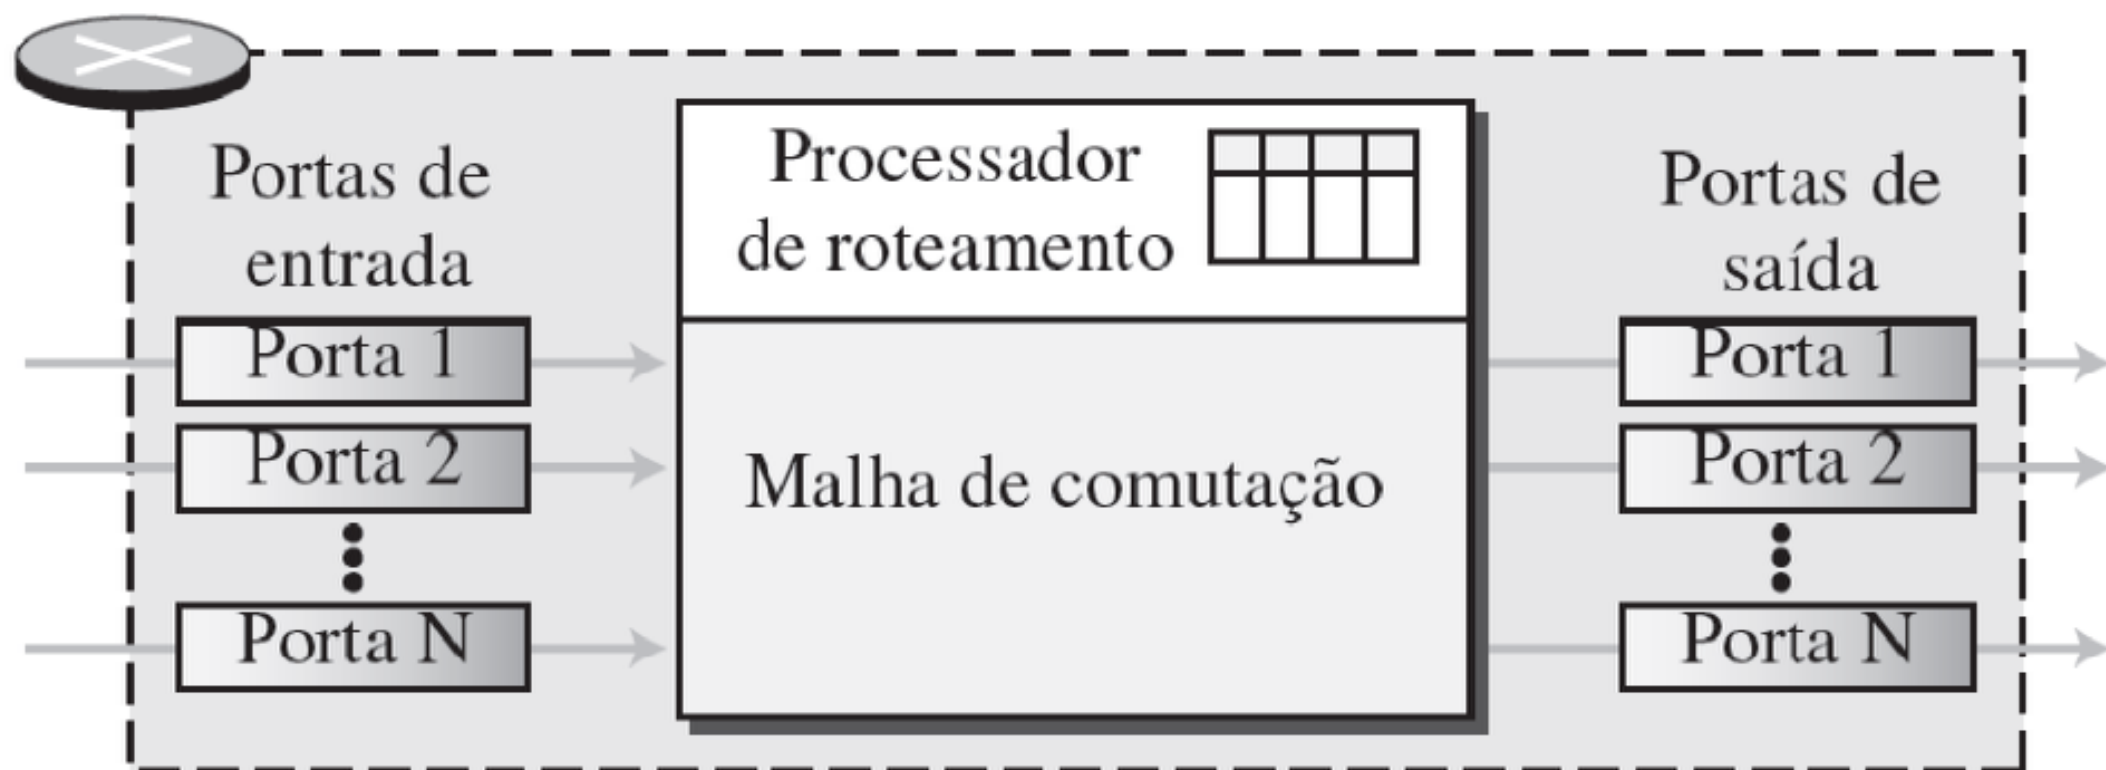 Portas de
entrada
Porta 1
Porta 2
Porta N
Processador
de roteamento
Malha de comutação
Portas de
saída
Porta 1
Porta 2
Porta N